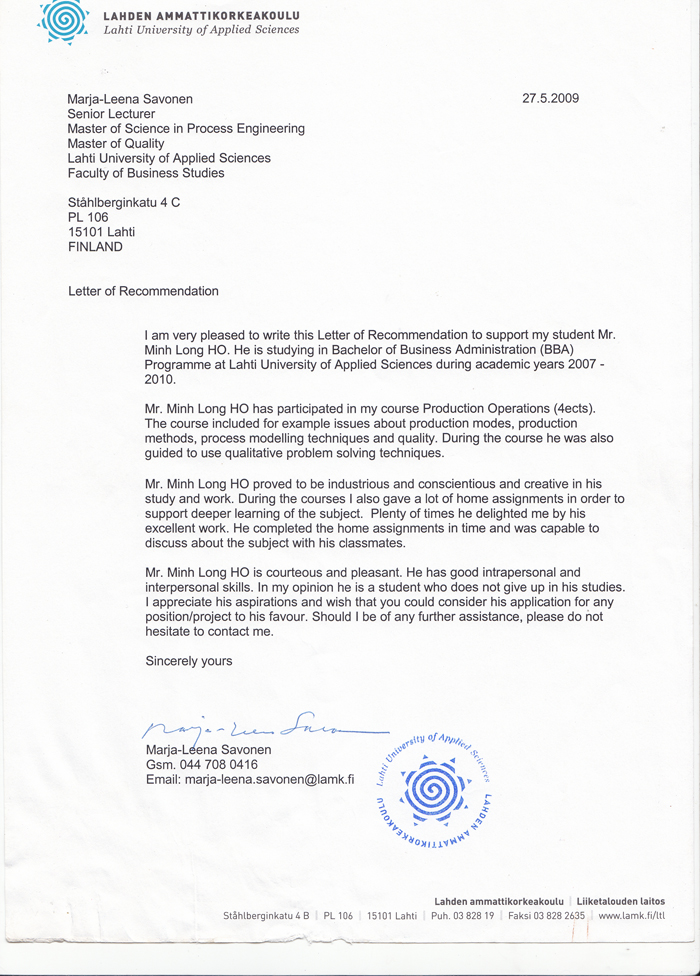 LAHDEN AMMATTIKORKEAKOULU
Lahti University of Applied Sciences
Marja-Leena Savonen
27.5.2009
Senior Lecturer
Master of Science in Process Engineering
Master of Quality
Lahti University of Applied Sciences
Faculty of Business Studies
Ståhlberginkatu 4 C
PL 106
15101 Lahti
FINLAND
Letter of Recommendation
I am very pleased to write this Letter of Recommendation to support my student Mr.
Minh Long HO. He is studying in Bachelor of Business Administration (BBA)
Programme at Lahti University of Applied Sciences during academic years 2007 -
2010.
Mr. Minh Long HO has participated in my course Production Operations (4ects).
The course included for example issues about production modes, production
methods, process modelling techniques and quality. During the course he was also
guided to use qualitative problem solving techniques.
Mr. Minh Long HO proved to be industrious and conscientious and creative in his
study and work. During the courses I also gave a lot of home assignments in order to
support deeper learning of the subject.  Plenty of times he delighted me by his
excellent work. He completed the home assignments in time and was capable to
discuss about the subject with his classmates.
Mr. Minh Long HO is courteous and pleasant. He has good intrapersonal and
interpersonal skills. In my opinion he is a student who does not give up in his studies.
I appreciate his aspirations and wish that you could consider his application for any
position/project to his favour. Should I be of any further assistance, please do not
hesitate to contact me.
Sincerely yours
Marja-Leena Savonen
Marja-Leena Savonen
Gsm. 044 708 0416
Email: marja-leena.savonen@lamk.fi
Lahti University of Applied Sciences
LAHDEN AMMATTIKORKEAKOULU
Lahden ammattikorkeakoulu | Liiketalouden laitos
Ståhlberginkatu 4 B | PL 106 | 15101 Lahti | Puh. 03 828 19 | Faksi 03 828 2635 | www.lamk.fi/ltl